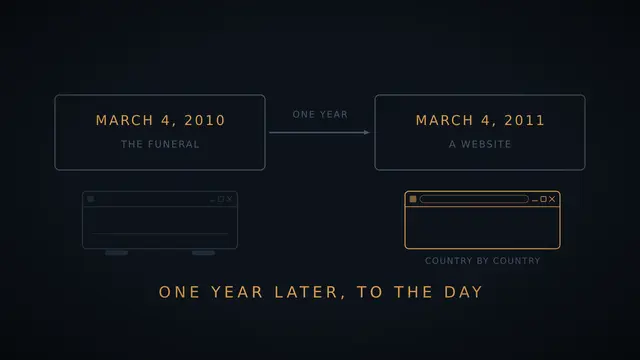 MARCH 4, 2010
THE FUNERAL
ONE YEAR
MARCH 4, 2011
A WEBSITE
COUNTRY BY COUNTRY
ONE YEAR LATER, TO THE DAY